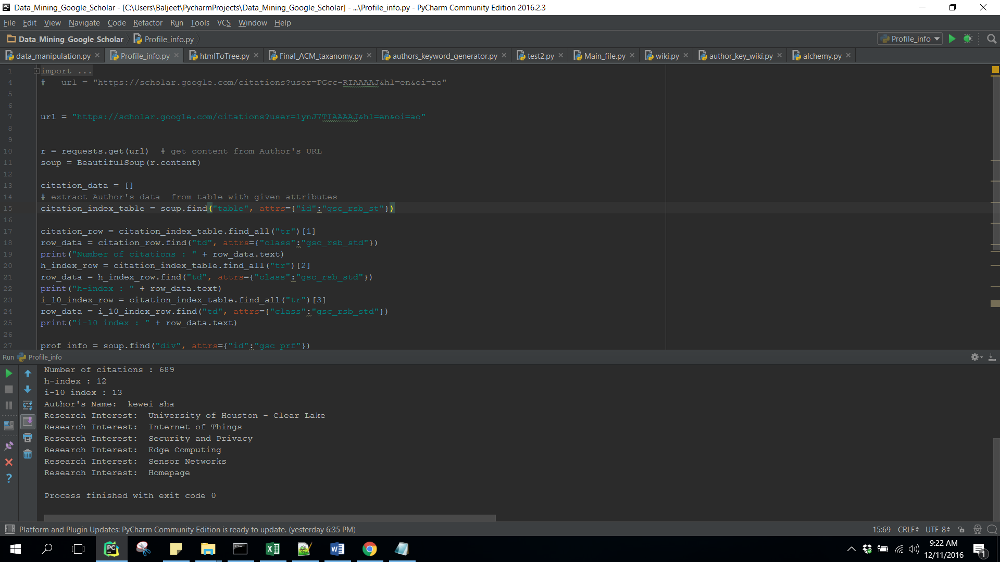 Data_Mining_Google_Scholar - [C:\Users\Baljeet\PycharmProjects\Data_Mining_Google_Scholar] - ...\Profile_info.py - PyCharm Community Edition 2016.2.3
File Edit View Navigate Code Refactor Run Tools VCS Window Help
Data_Mining_Google_Scholar Profile_info.py Profile_info
data_manipulation.py Profile_info.py htmlToTree.py Final_ACM_taxanomy.py authors_keyword_generator.py test2.py Main_file.py wiki.py author_key_wiki.py alchemy.py
1 import ...
4 #   url = "https://scholar.google.com/citations?user=PGcc-RIAAAAJ&hl=en&oi=ao"
5
6
7 url = "https://scholar.google.com/citations?user=lynJ7TIAAAAJ&hl=en&oi=ao"
8
9
10 r = requests.get(url)  # get content from Author's URL
11 soup = BeautifulSoup(r.content)
12
13 citation_data = []
14 # extract Author's data  from table with given attributes
15 citation_index_table = soup.find("table", attrs={"id":"gsc_rsb_st"})
16
17 citation_row = citation_index_table.find_all("tr")[1]
18 row_data = citation_row.find("td", attrs={"class":"gsc_rsb_std"})
19 print("Number of citations : " + row_data.text)
20 h_index_row = citation_index_table.find_all("tr")[2]
21 row_data = h_index_row.find("td", attrs={"class":"gsc_rsb_std"})
22 print("h-index : " + row_data.text)
23 i_10_index_row = citation_index_table.find_all("tr")[3]
24 row_data = i_10_index_row.find("td", attrs={"class":"gsc_rsb_std"})
25 print("i-10 index : " + row_data.text)
26
27 prof_info = soup.find("div", attrs={"id":"gsc_prf"})
Run Profile_info
Number of citations : 689
h-index : 12
i-10 index : 13
Author's Name:  kewei sha
Research Interest:  University of Houston - Clear Lake
Research Interest:  Internet of Things
Research Interest:  Security and Privacy
Research Interest:  Edge Computing
Research Interest:  Sensor Networks
Research Interest:  Homepage
Process finished with exit code 0
Platform and Plugin Updates: PyCharm Community Edition is ready to update. (yesterday 6:35 PM) 15:69 CRLF UTF-8
9:22 AM
12/11/2016
1